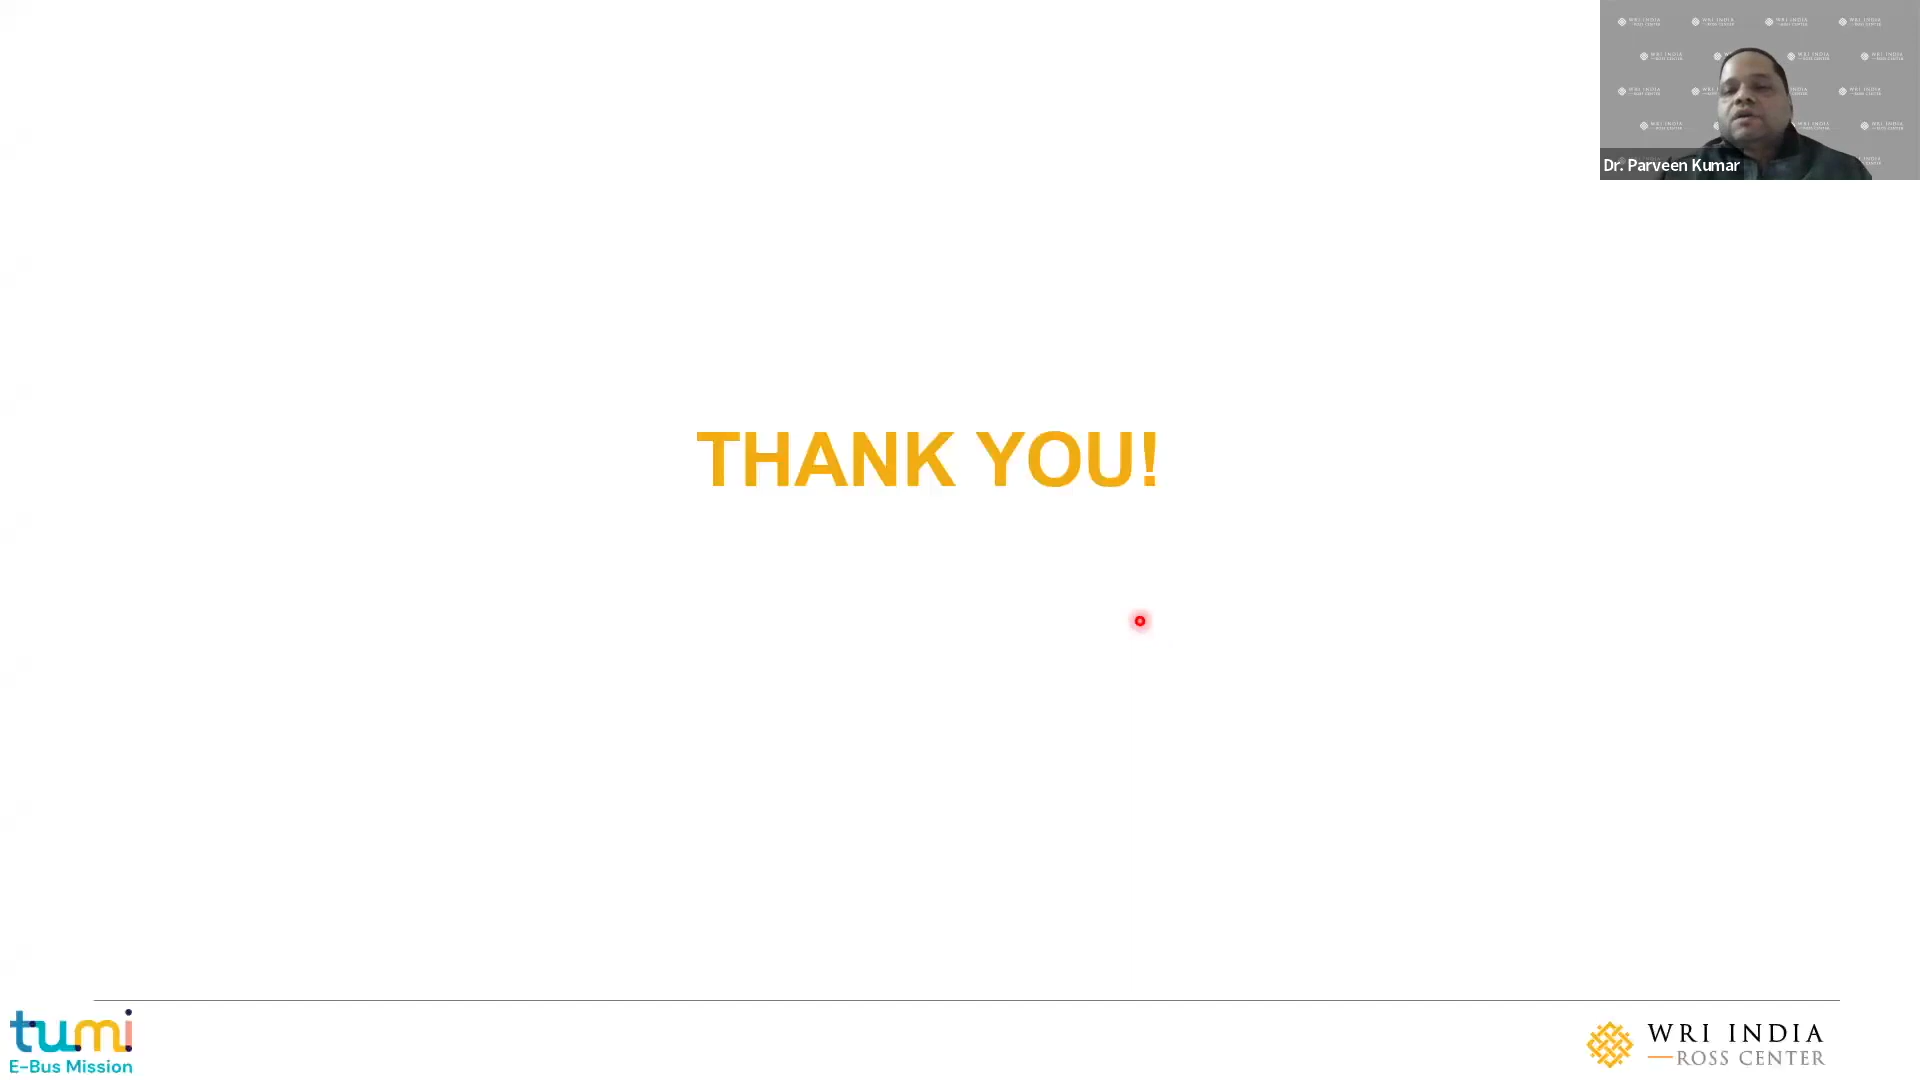 Dr. Parveen Kumar
THANK YOU!
tumi
E-Bus Mission
WRI INDIA
ROSS CENTER